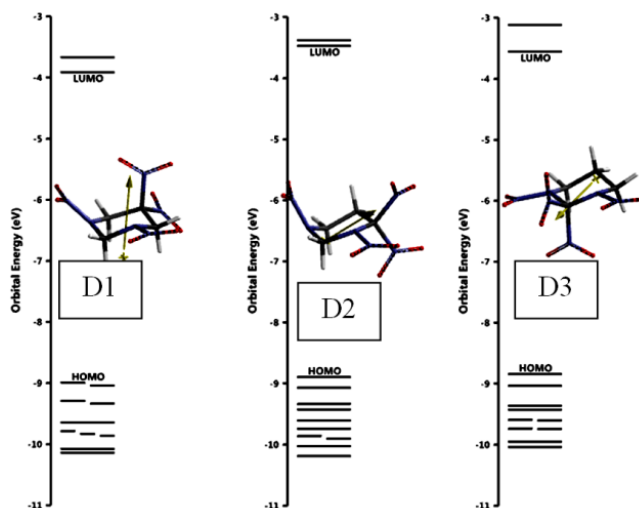 -3
-4
-5
-6
-7
-8
-9
-10
-11
Orbital Energy (eV)
LUMO
D1
HOMO
-3
-4
-5
-6
-7
-8
-9
-10
-11
Orbital Energy (eV)
LUMO
D2
HOMO
-3
-4
-5
-6
-7
-8
-9
-10
-11
Orbital Energy (eV)
LUMO
D3
HOMO